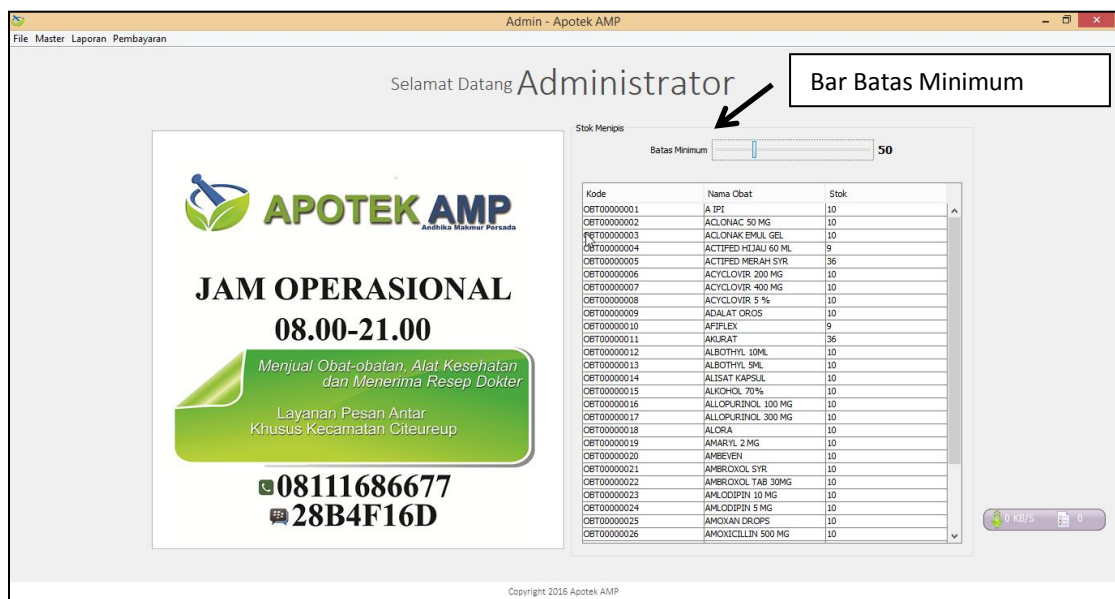 Admin - Apotek AMP
File Master Laporan Pembayaran
Selamat Datang Administrator
Bar Batas Minimum
Stok Menipis
Batas Minimum 50
APOTEK AMP
Andhika Makmur Persada
JAM OPERASIONAL
08.00-21.00
Menjual Obat-obatan, Alat Kesehatan
dan Menerima Resep Dokter
Layanan Pesan Antar
Khusus Kecamatan Citeureup
08111686677
28B4F16D
Kode Nama Obat Stok
OBT00000001 A IPI 10
OBT00000002 ACLONAC 50 MG 10
OBT00000003 ACLONAK EMUL GEL 10
OBT00000004 ACTIFED HIJAU 60 ML 9
OBT00000005 ACTIFED MERAH SYR 36
OBT00000006 ACYCLOVIR 200 MG 10
OBT00000007 ACYCLOVIR 400 MG 10
OBT00000008 ACYCLOVIR 5 % 10
OBT00000009 ADALAT OROS 10
OBT00000010 AFIFLEX 9
OBT00000011 AKURAT 36
OBT00000012 ALBOTHYL 10ML 10
OBT00000013 ALBOTHYL 5ML 10
OBT00000014 ALISAT KAPSUL 10
OBT00000015 ALKOHOL 70% 10
OBT00000016 ALLOPURINOL 100 MG 10
OBT00000017 ALLOPURINOL 300 MG 10
OBT00000018 ALORA 10
OBT00000019 AMARYL 2 MG 10
OBT00000020 AMBEVEN 10
OBT00000021 AMBROXOL SYR 10
OBT00000022 AMBROXOL TAB 30MG 10
OBT00000023 AMLODIPIN 10 MG 10
OBT00000024 AMLODIPIN 5 MG 10
OBT00000025 AMOXAN DROPS 10
OBT00000026 AMOXICILLIN 500 MG 10
0 KB/S 0
Copyright 2016 Apotek AMP